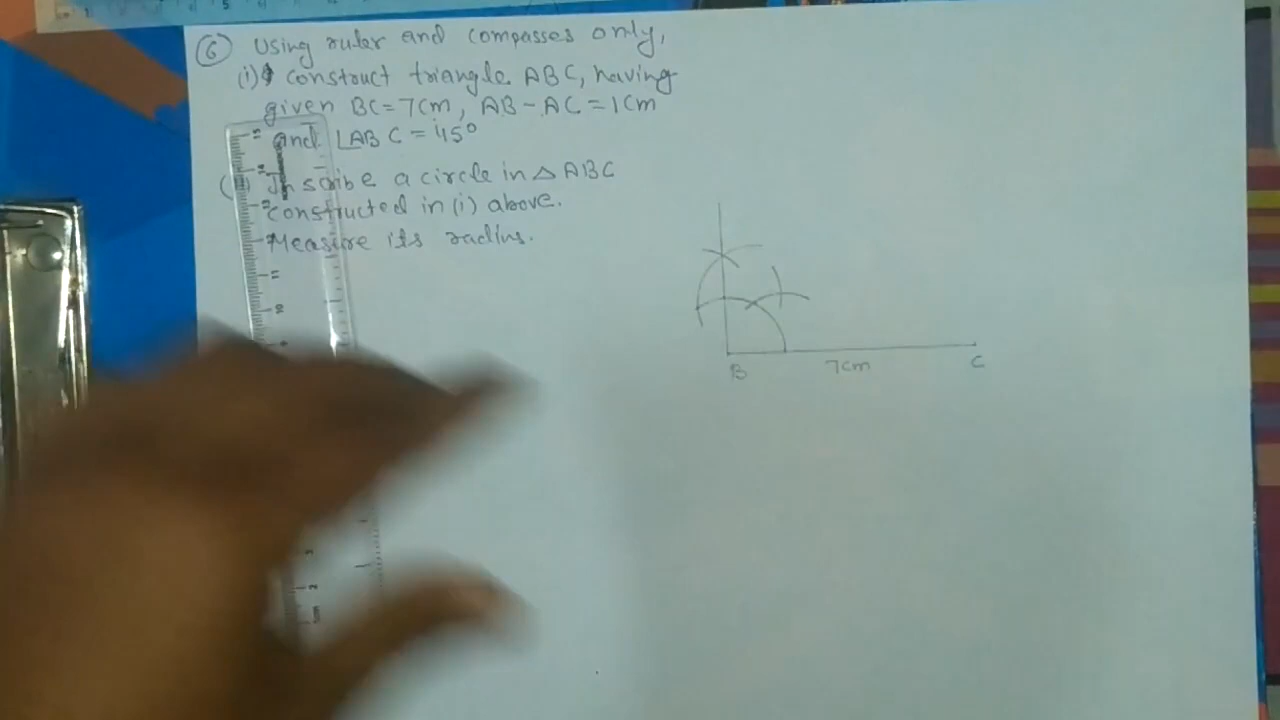 6 Using ruler and compasses only,
(i) construct triangle ABC, having
given BC = 7cm, AB - AC = 1cm
and ∠ABC = 45°
Inscribe a circle in △ ABC
constructed in (i) above.
Measure its radius.
B 7cm C